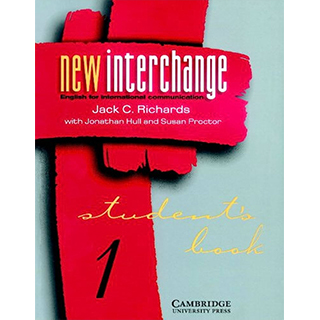 new interchange
English for international communication
Jack C. Richards
with Jonathan Hull and Susan Proctor
student's
book
1
CAMBRIDGE
UNIVERSITY PRESS